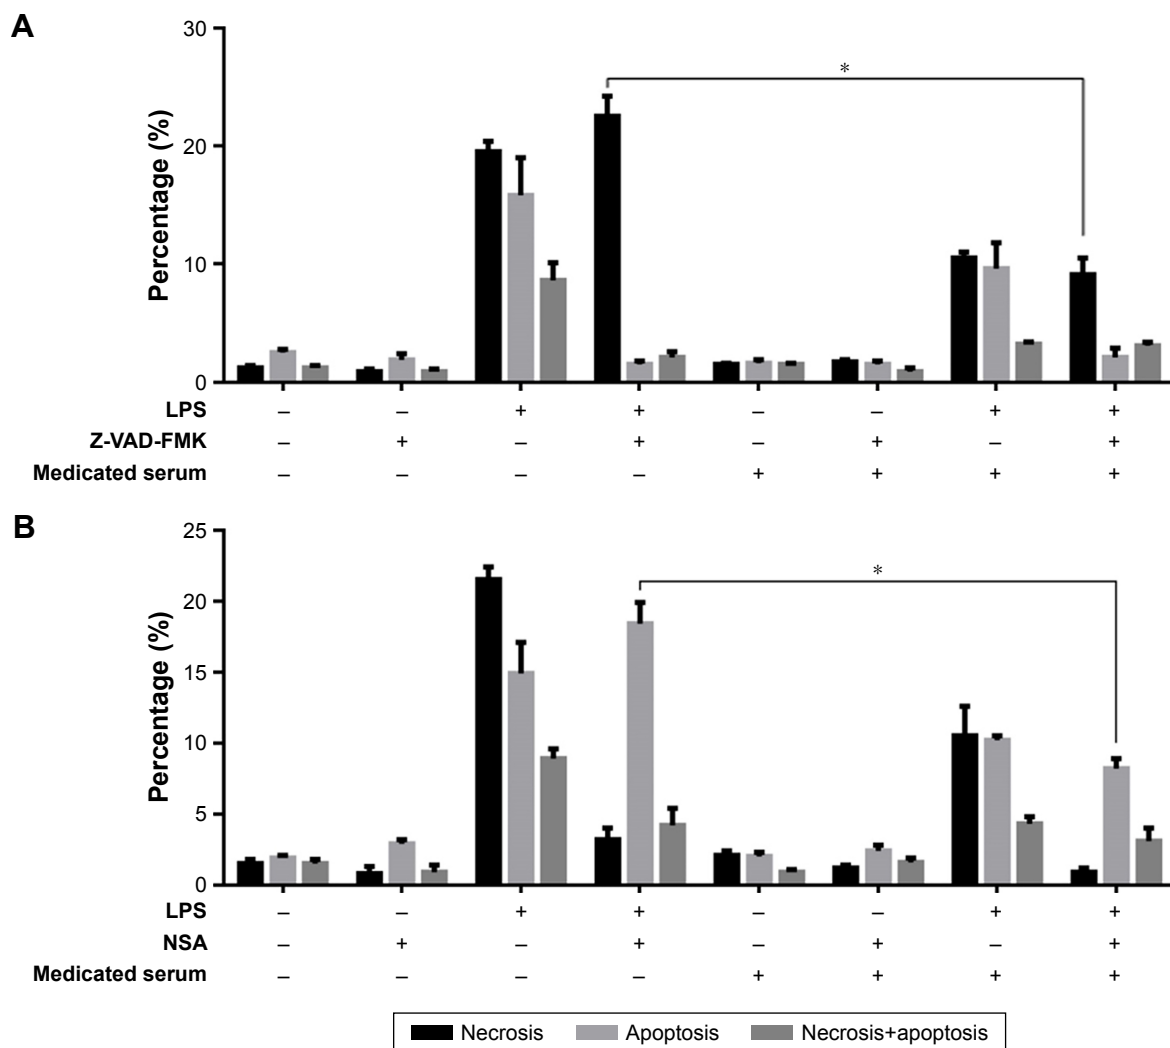 A
30
20
10
0
Percentage (%)
*
LPS – – + + – – + +
Z-VAD-FMK – + – + – + – +
Medicated serum – – – – + + + +
B
25
20
15
10
5
0
Percentage (%)
*
LPS – – + + – – + +
NSA – + – + – + – +
Medicated serum – – – – + + + +
Necrosis Apoptosis Necrosis+apoptosis